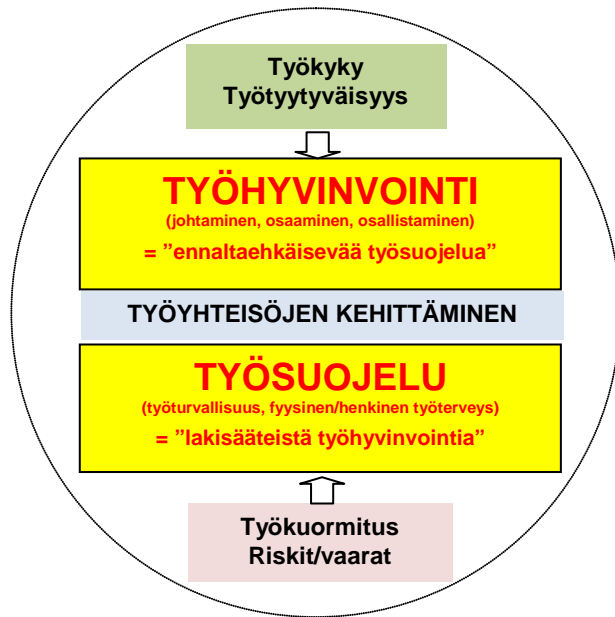 Työkyky
Työtyytyväisyys
TYÖHYVINVOINTI
(johtaminen, osaaminen, osallistaminen)
= ”ennaltaehkäisevää työsuojelua”
TYÖYHTEISÖJEN KEHITTÄMINEN
TYÖSUOJELU
(työturvallisuus, fyysinen/henkinen työterveys)
= ”lakisääteistä työhyvinvointia”
Työkuormitus
Riskit/vaarat